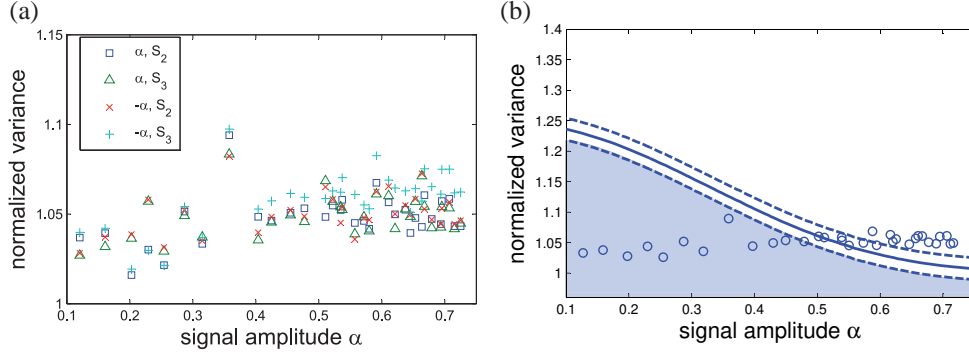 (a)
normalized variance
1.15
1.1
1.05
1
α, S₂
α, S₃
-α, S₂
-α, S₃
0.1 0.2 0.3 0.4 0.5 0.6 0.7
signal amplitude α
(b)
normalized variance
1.4
1.35
1.3
1.25
1.2
1.15
1.1
1.05
1
0.1 0.2 0.3 0.4 0.5 0.6 0.7
signal amplitude α